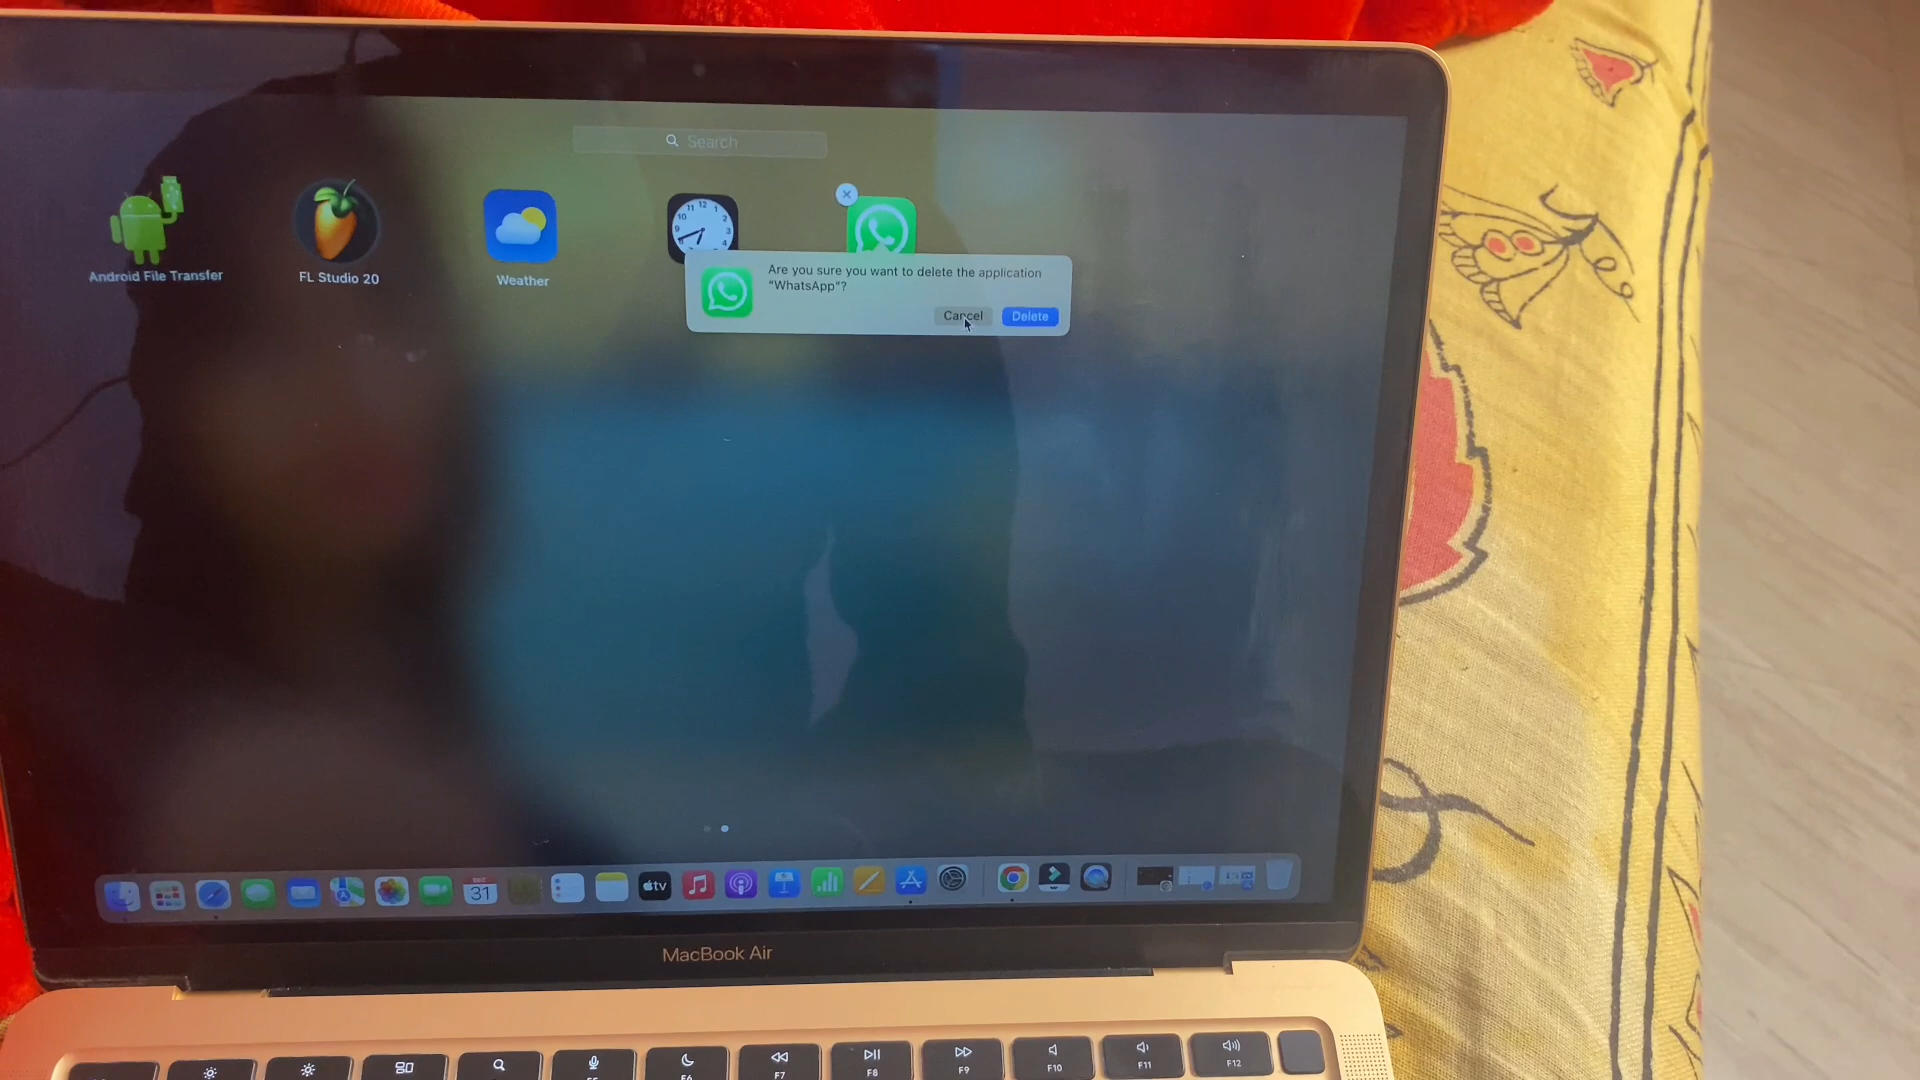 Search
Android File Transfer
FL Studio 20
Weather
Are you sure you want to delete the application
"WhatsApp"?
Cancel
Delete
31
tv
MacBook Air
F7
F8
F9
F10
F11
F12